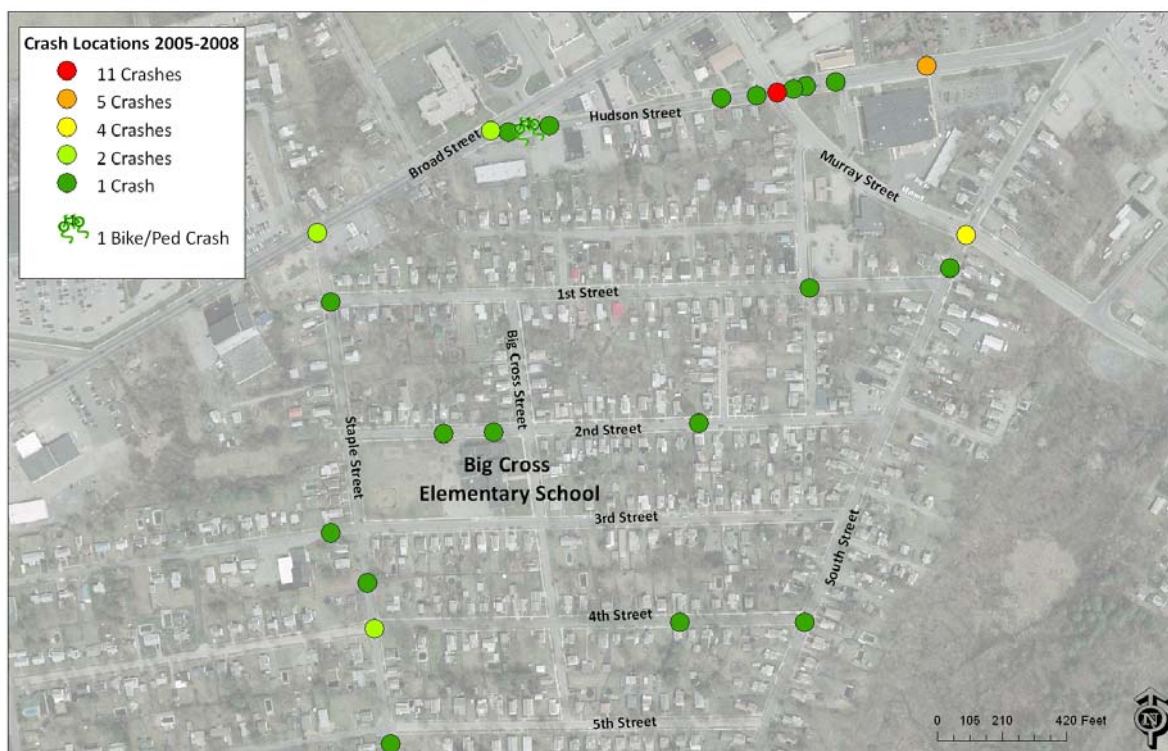 Crash Locations 2005-2008
11 Crashes
5 Crashes
4 Crashes
2 Crashes
1 Crash
1 Bike/Ped Crash
Hudson Street
Broad Street
Murray Street
1st Street
Big Cross Street
2nd Street
Staple Street
Big Cross
Elementary School
3rd Street
South Street
4th Street
5th Street
0 105 210 420 Feet
N